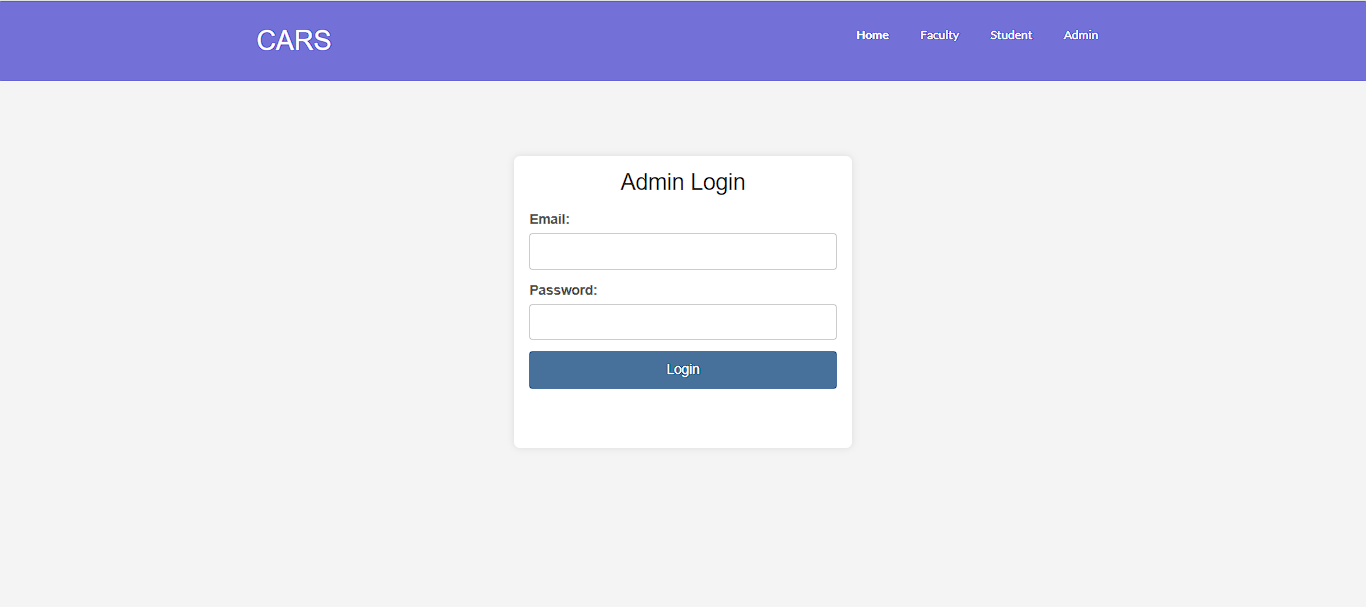 CARS
Home Faculty Student Admin
Admin Login
Email:
Password:
Login